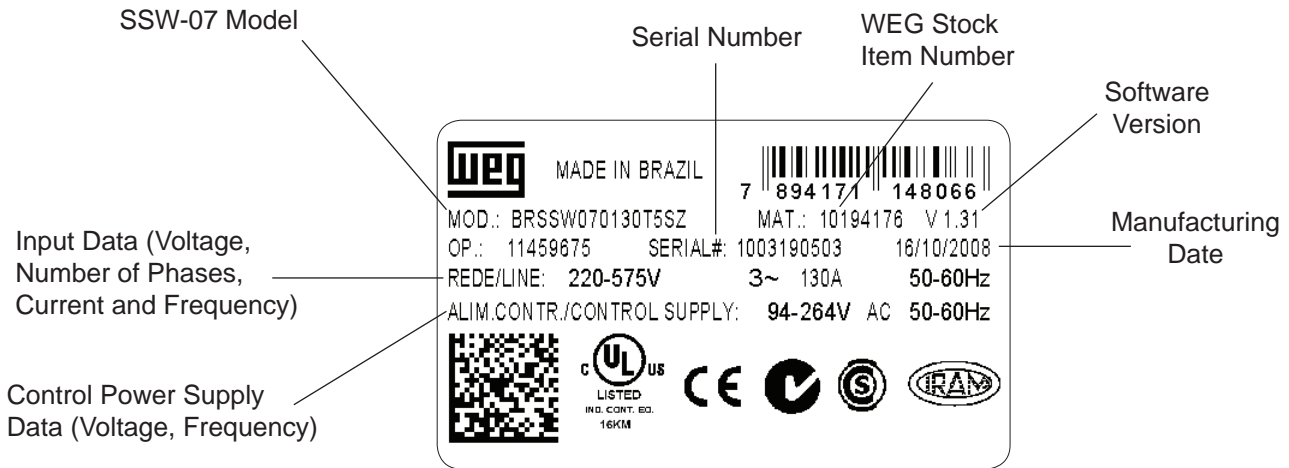 SSW-07 Model
Serial Number
WEG Stock
Item Number
Software
Version
weg MADE IN BRAZIL
7 894171 148066
MOD.: BRSSW070130T5SZ MAT.: 10194176 V 1.31
Manufacturing
Date
OP.: 11459675 SERIAL#: 1003190503 16/10/2008
Input Data (Voltage,
Number of Phases,
Current and Frequency)
REDE/LINE: 220-575V 3~ 130A 50-60Hz
ALIM.CONTR./CONTROL SUPPLY: 94-264V AC 50-60Hz
Control Power Supply
Data (Voltage, Frequency)
C UL US
LISTED
IND. CONT. EQ.
16KM
CE
S
IRAM